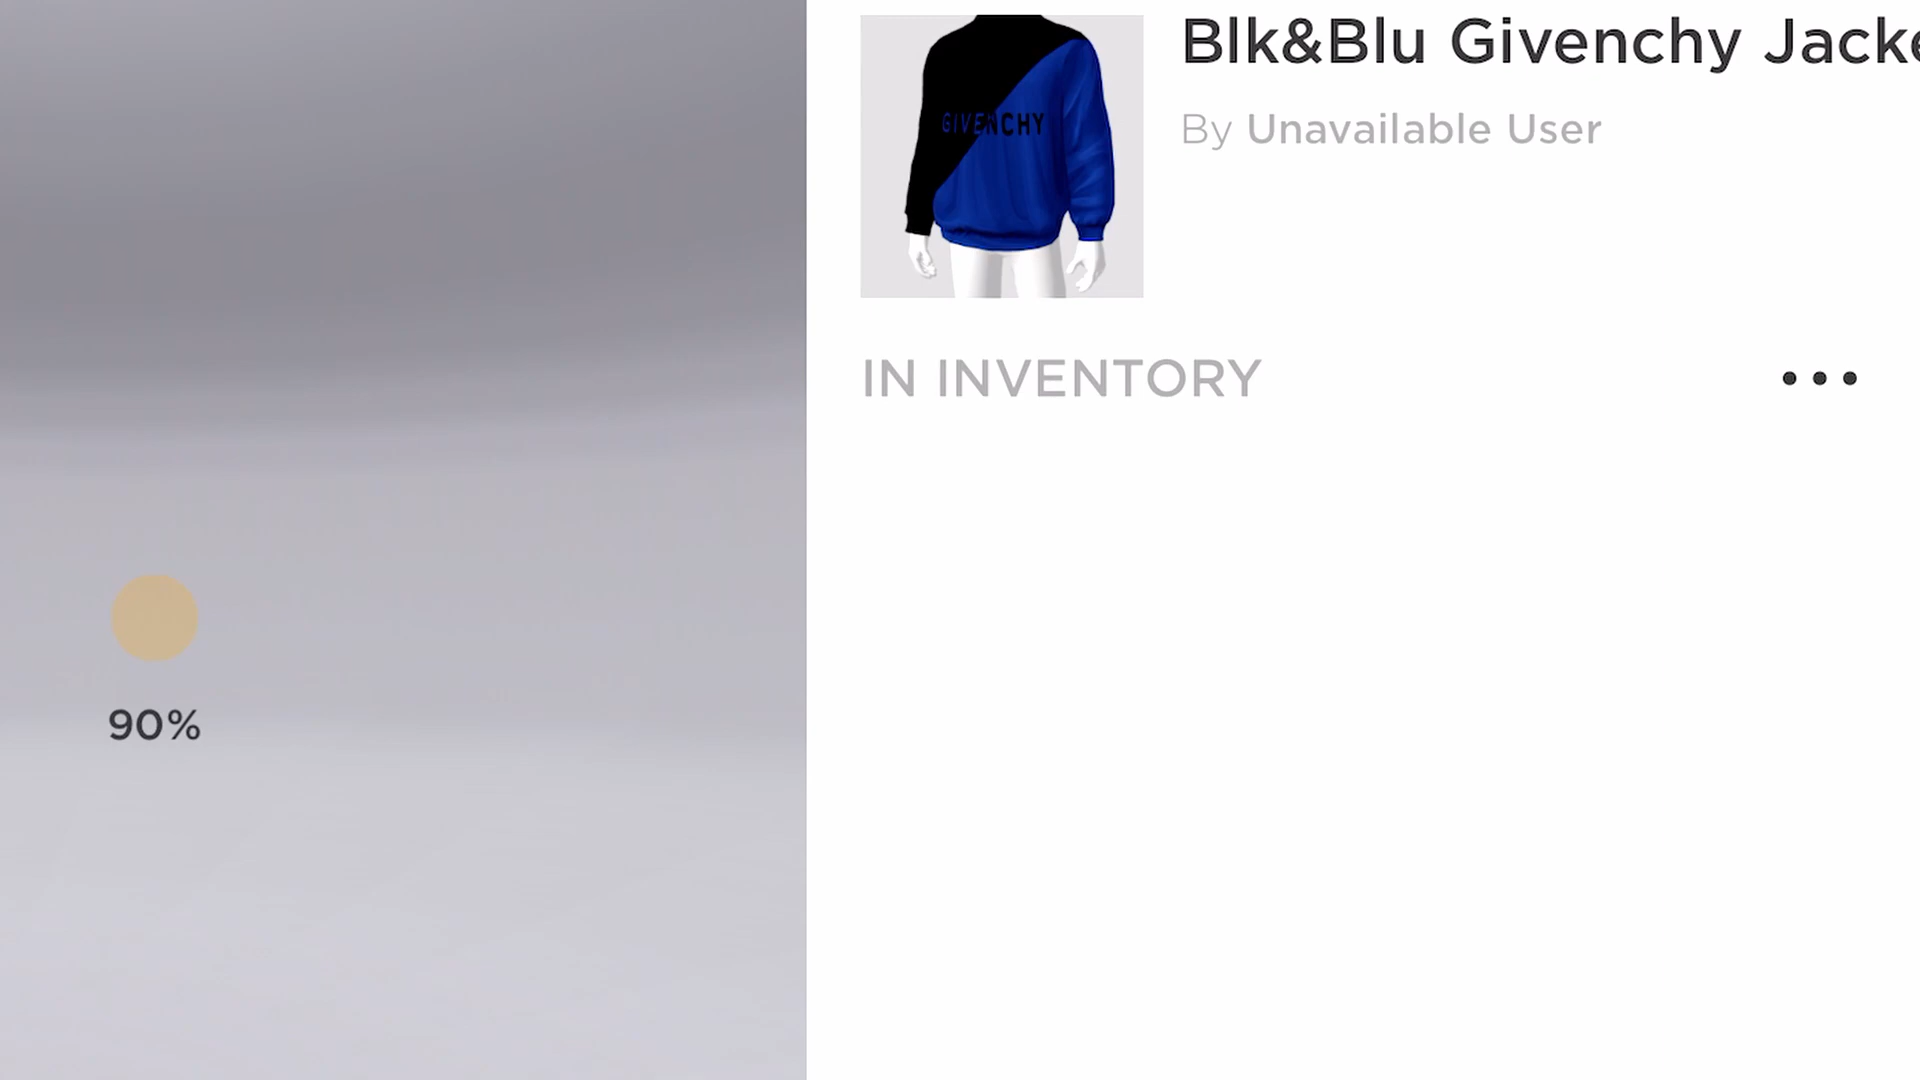 Blk&Blu Givenchy Jacke
By Unavailable User
GIVENCHY
IN INVENTORY
90%